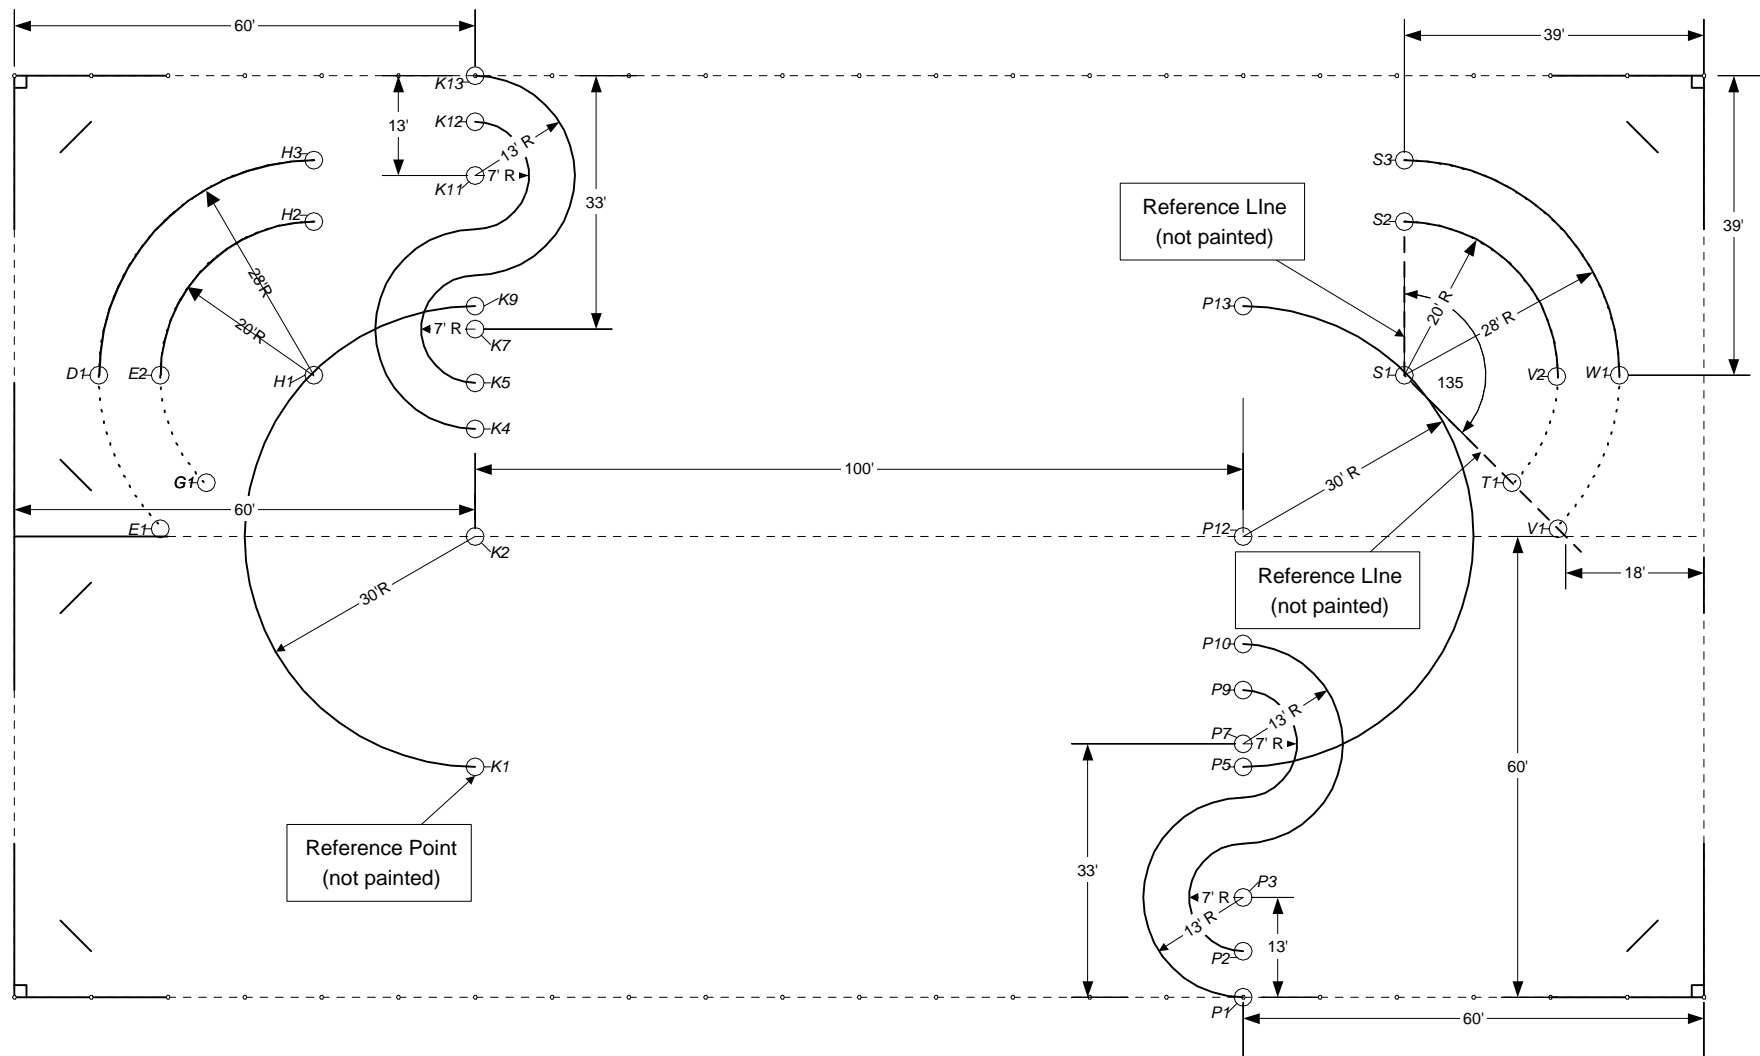 60'
39'
K13
K12
13'
13' R
K11
7' R
33'
H3
H2
28'R
20'R
D1
E2
H1
K9
7' R
K7
K5
K4
G1
E1
60'
100'
K2
30'R
K1
Reference Point
(not painted)
Reference LIne
(not painted)
S3
S2
39'
P13
20' R
28' R
S1
135
V2
W1
30' R
T1
P12
V1
Reference LIne
(not painted)
18'
P10
P9
13' R
P7
7' R
P5
60'
33'
P3
7' R
13' R
P2
13'
P1
60'